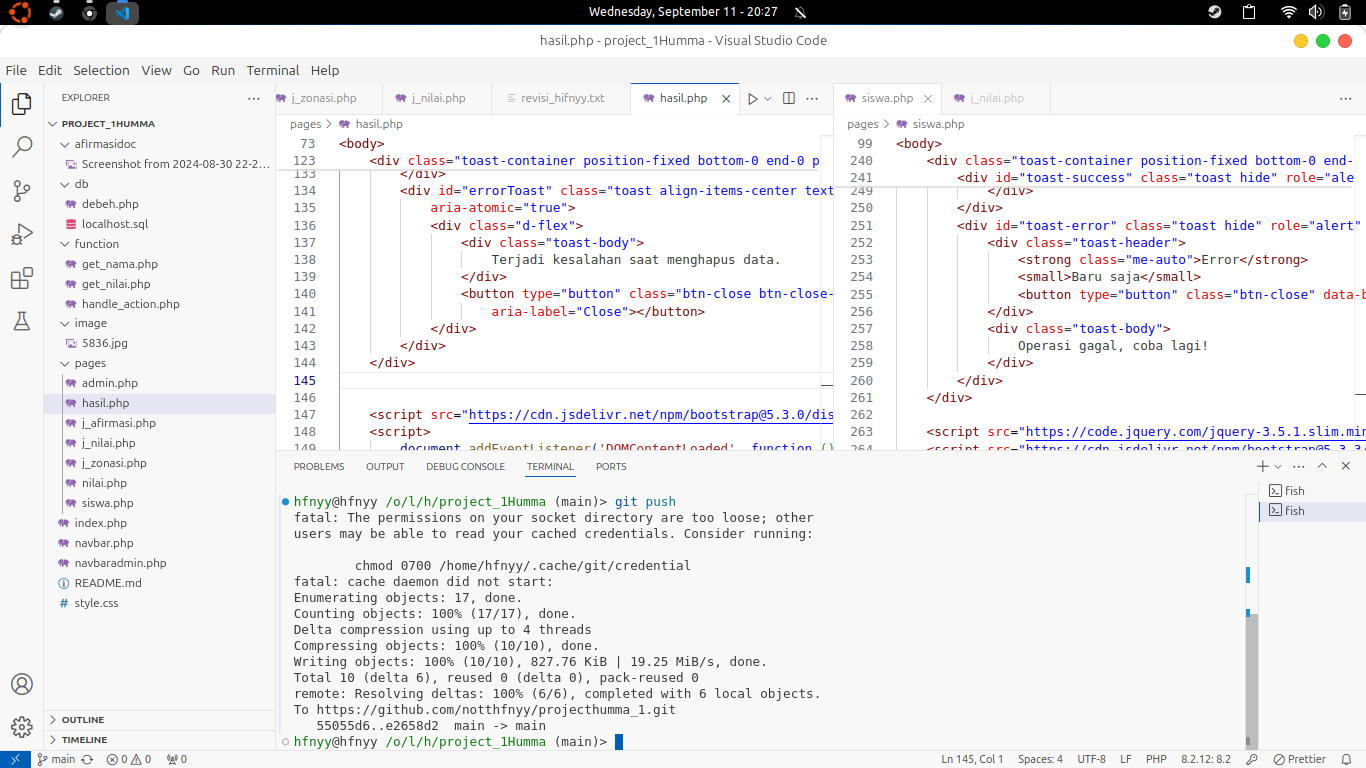 Wednesday, September 11 - 20:27
hasil.php - project_1Humma - Visual Studio Code
File Edit Selection View Go Run Terminal Help
EXPLORER
PROJECT_1HUMMA
afirmasidoc
Screenshot from 2024-08-30 22-2...
db
debeh.php
localhost.sql
function
get_nama.php
get_nilai.php
handle_action.php
image
5836.jpg
pages
admin.php
hasil.php
j_afirmasi.php
j_nilai.php
j_zonasi.php
nilai.php
siswa.php
index.php
navbar.php
navbaradmin.php
README.md
style.css
OUTLINE
TIMELINE
j_zonasi.php j_nilai.php revisi_hifnyy.txt hasil.php
pages > hasil.php
73 <body>
123 <div class="toast-container position-fixed bottom-0 end-0 p
133 </div>
134 <div id="errorToast" class="toast align-items-center text
135 aria-atomic="true">
136 <div class="d-flex">
137 <div class="toast-body">
138 Terjadi kesalahan saat menghapus data.
139 </div>
140 <button type="button" class="btn-close btn-close-
141 aria-label="Close"></button>
142 </div>
143 </div>
144 </div>
145
146
147 <script src="https://cdn.jsdelivr.net/npm/bootstrap@5.3.0/dis
148 <script>
149 document.addEventListener('DOMContentLoaded', function ()
siswa.php j_nilai.php
pages > siswa.php
99 <body>
240 <div class="toast-container position-fixed bottom-0 end-
241 <div id="toast-success" class="toast hide" role="ale
249 </div>
250 </div>
251 <div id="toast-error" class="toast hide" role="alert"
252 <div class="toast-header">
253 <strong class="me-auto">Error</strong>
254 <small>Baru saja</small>
255 <button type="button" class="btn-close" data-b
256 </div>
257 <div class="toast-body">
258 Operasi gagal, coba lagi!
259 </div>
260 </div>
261 </div>
262
263 <script src="https://code.jquery.com/jquery-3.5.1.slim.min
264 <script src="https://cdn.jsdelivr.net/npm/bootstrap@5.3.3/
PROBLEMS OUTPUT DEBUG CONSOLE TERMINAL PORTS
fish
fish
hfnyy@hfnyy /o/l/h/project_1Humma (main)> git push
fatal: The permissions on your socket directory are too loose; other
users may be able to read your cached credentials. Consider running:
chmod 0700 /home/hfnyy/.cache/git/credential
fatal: cache daemon did not start:
Enumerating objects: 17, done.
Counting objects: 100% (17/17), done.
Delta compression using up to 4 threads
Compressing objects: 100% (10/10), done.
Writing objects: 100% (10/10), 827.76 KiB | 19.25 MiB/s, done.
Total 10 (delta 6), reused 0 (delta 0), pack-reused 0
remote: Resolving deltas: 100% (6/6), completed with 6 local objects.
To https://github.com/notthfnyy/projecthumma_1.git
55055d6..e2658d2 main -> main
hfnyy@hfnyy /o/l/h/project_1Humma (main)>
main 0 0 0 Ln 145, Col 1 Spaces: 4 UTF-8 LF PHP 8.2.12: 8.2 Prettier